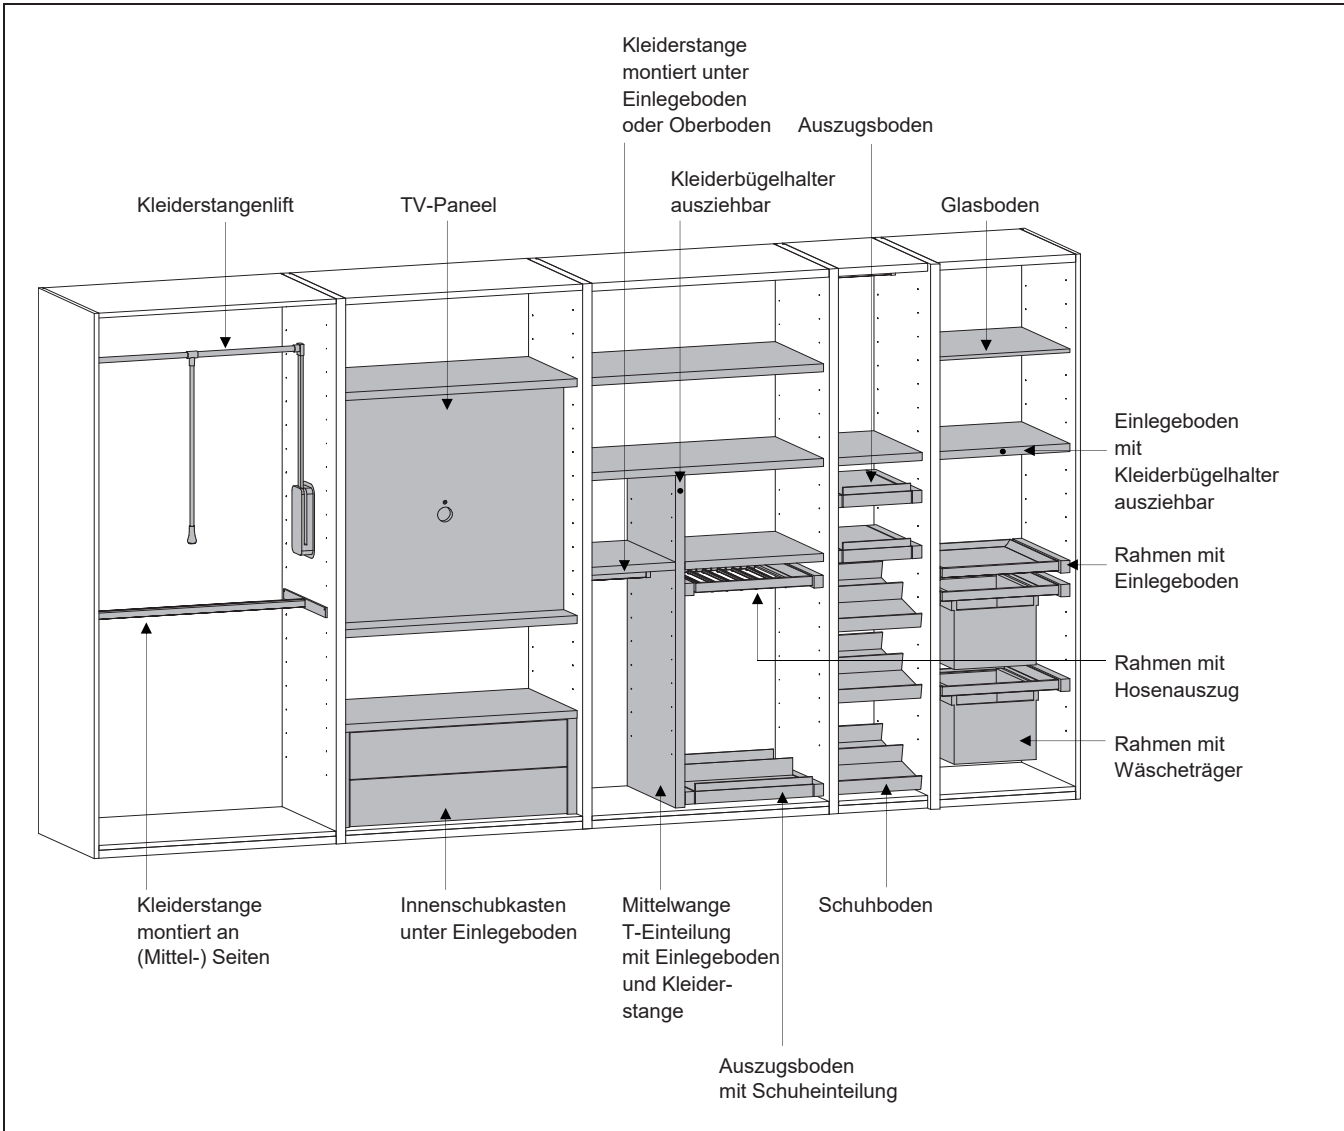 Kleiderstange
montiert unter
Einlegeboden
oder Oberboden
Auszugsboden
Kleiderbügelhalter
ausziehbar
Kleiderstangenlift
TV-Paneel
Glasboden
Einlegeboden
mit
Kleiderbügelhalter
ausziehbar
Rahmen mit
Einlegeboden
Rahmen mit
Hosenauszug
Rahmen mit
Wäscheträger
Kleiderstange
montiert an
(Mittel-) Seiten
Innenschubkasten
unter Einlegeboden
Mittelwange
T-Einteilung
mit Einlegeboden
und Kleider-
stange
Schuhboden
Auszugsboden
mit Schuheinteilung